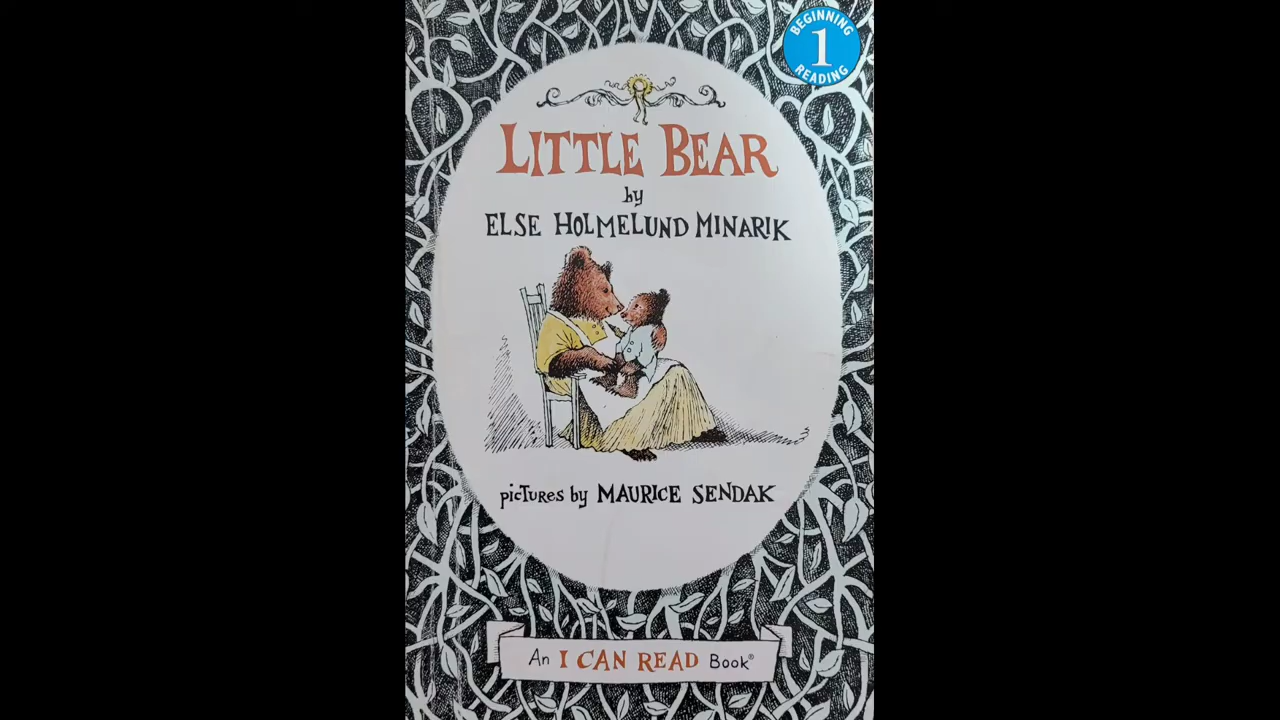 BEGINNING
1
READING
LITTLE BEAR
by
ELSE HOLMELUND MINARIK
picTures by MAURICE SENDAK
An I CAN READ Book®